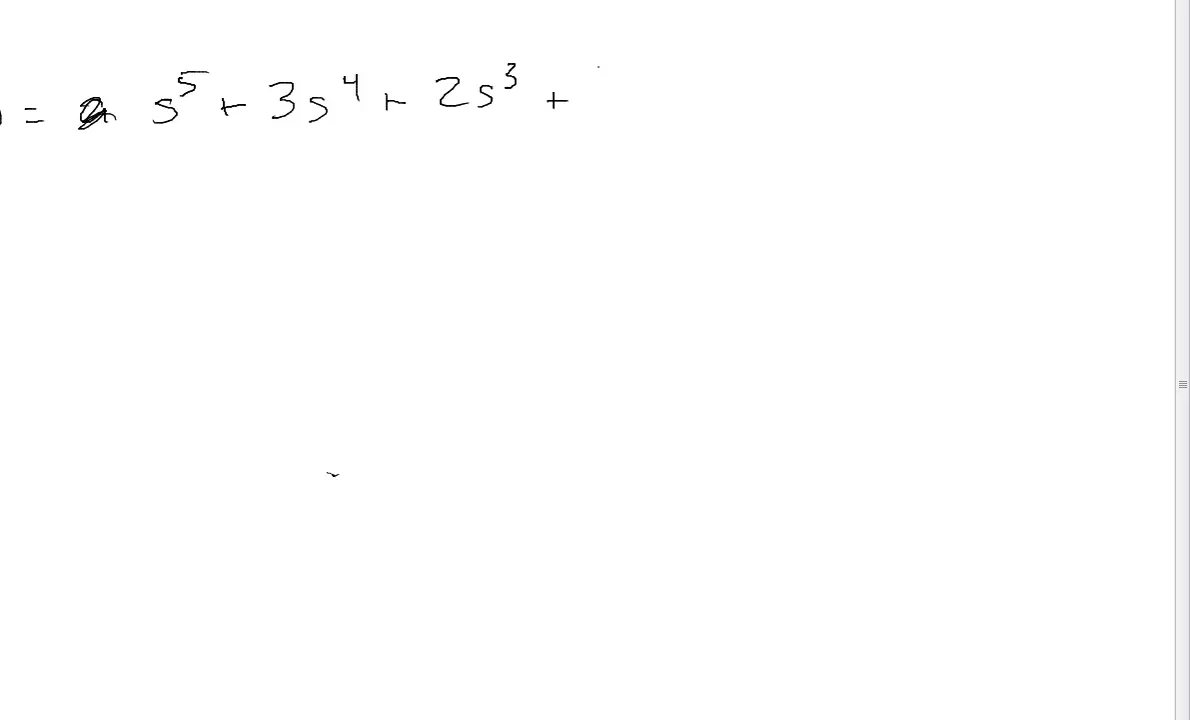 = s⁵ + 3s⁴ + 2s³ +